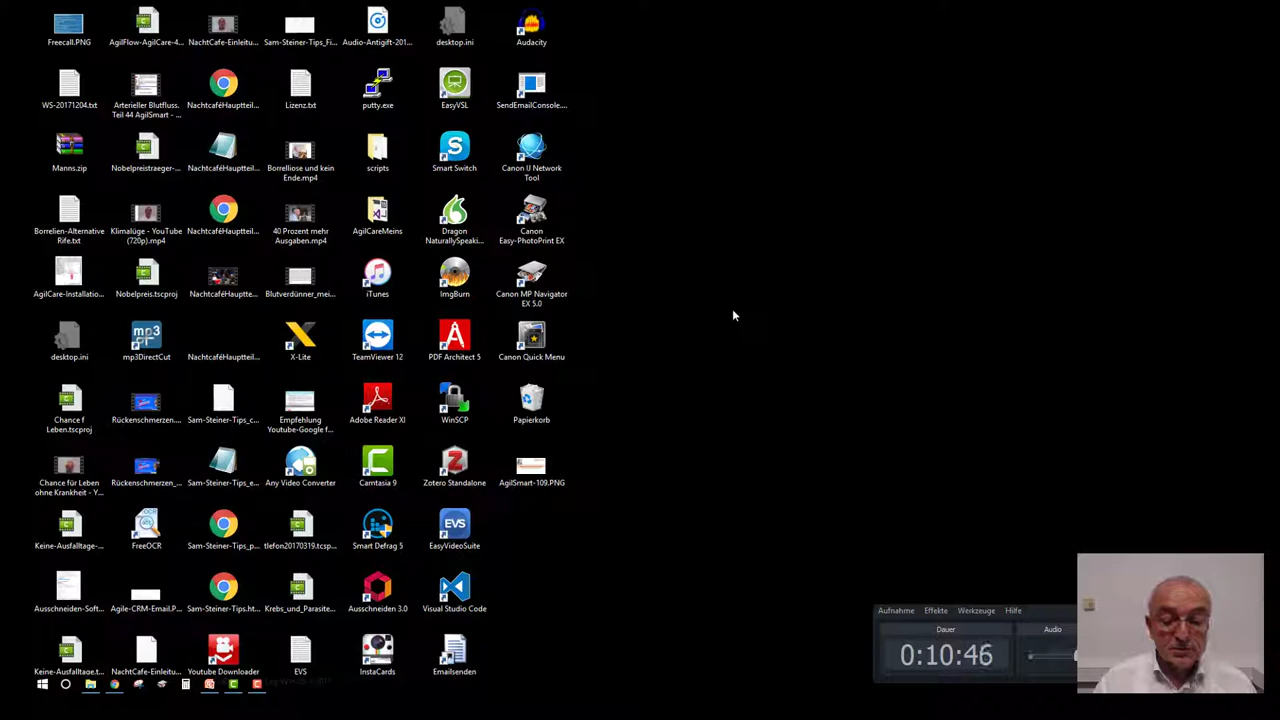 Freecall.PNG
AgilFlow-AgilCare-4...
NachtCafe-Einleitu...
Sam-Steiner-Tips_Fi...
Audio-Antigift-201...
desktop.ini
Audacity
WS-20171204.txt
Arterieller Blutfluss.
Teil 44 AgilSmart - ...
NachtcaféHauptteil...
Lizenz.txt
putty.exe
EasyVSL
SendEmailConsole....
Manns.zip
Nobelpreistraeger-...
NachtcaféHauptteil...
Borrelliose und kein
Ende.mp4
scripts
Smart Switch
Canon IJ Network
Tool
Borrelien-Alternative
Rife.txt
Klimalüge - YouTube
(720p).mp4
NachtcaféHauptteil...
40 Prozent mehr
Ausgaben.mp4
AgilCareMeins
Dragon
NaturallySpeaki...
Canon
Easy-PhotoPrint EX
AgilCare-Installatio...
Nobelpreis.tscproj
NachtcaféHauptte...
Blutverdünner_mei...
iTunes
ImgBurn
Canon MP Navigator
EX 5.0
desktop.ini
mp3
mp3DirectCut
NachtcaféHauptteil...
X-Lite
TeamViewer 12
PDF Architect 5
Canon Quick Menu
Chance f
Leben.tscproj
Rückenschmerzen....
Sam-Steiner-Tips_c...
Empfehlung
Youtube-Google f...
Adobe Reader XI
WinSCP
Papierkorb
Chance für Leben
ohne Krankheit - Y...
Rückenschmerzen_...
Sam-Steiner-Tips_e...
Any Video Converter
Camtasia 9
Zotero Standalone
AgilSmart-109.PNG
Keine-Ausfalltage-...
OCR
FreeOCR
Sam-Steiner-Tips_p...
tlefon20170319.tcsp...
Smart Defrag 5
EVS
EasyVideoSuite
Ausschneiden-Soft...
Agile-CRM-Email.P...
Sam-Steiner-Tips.ht...
Krebs_und_Parasite...
Ausschneiden 3.0
Visual Studio Code
Keine-Ausfalltage.t...
NachtCafe-Einleitu...
Youtube Downloader
EVS
InstaCards
Emailsenden
Aufnahme Effekte Werkzeuge Hilfe
Dauer Audio
0:10:46